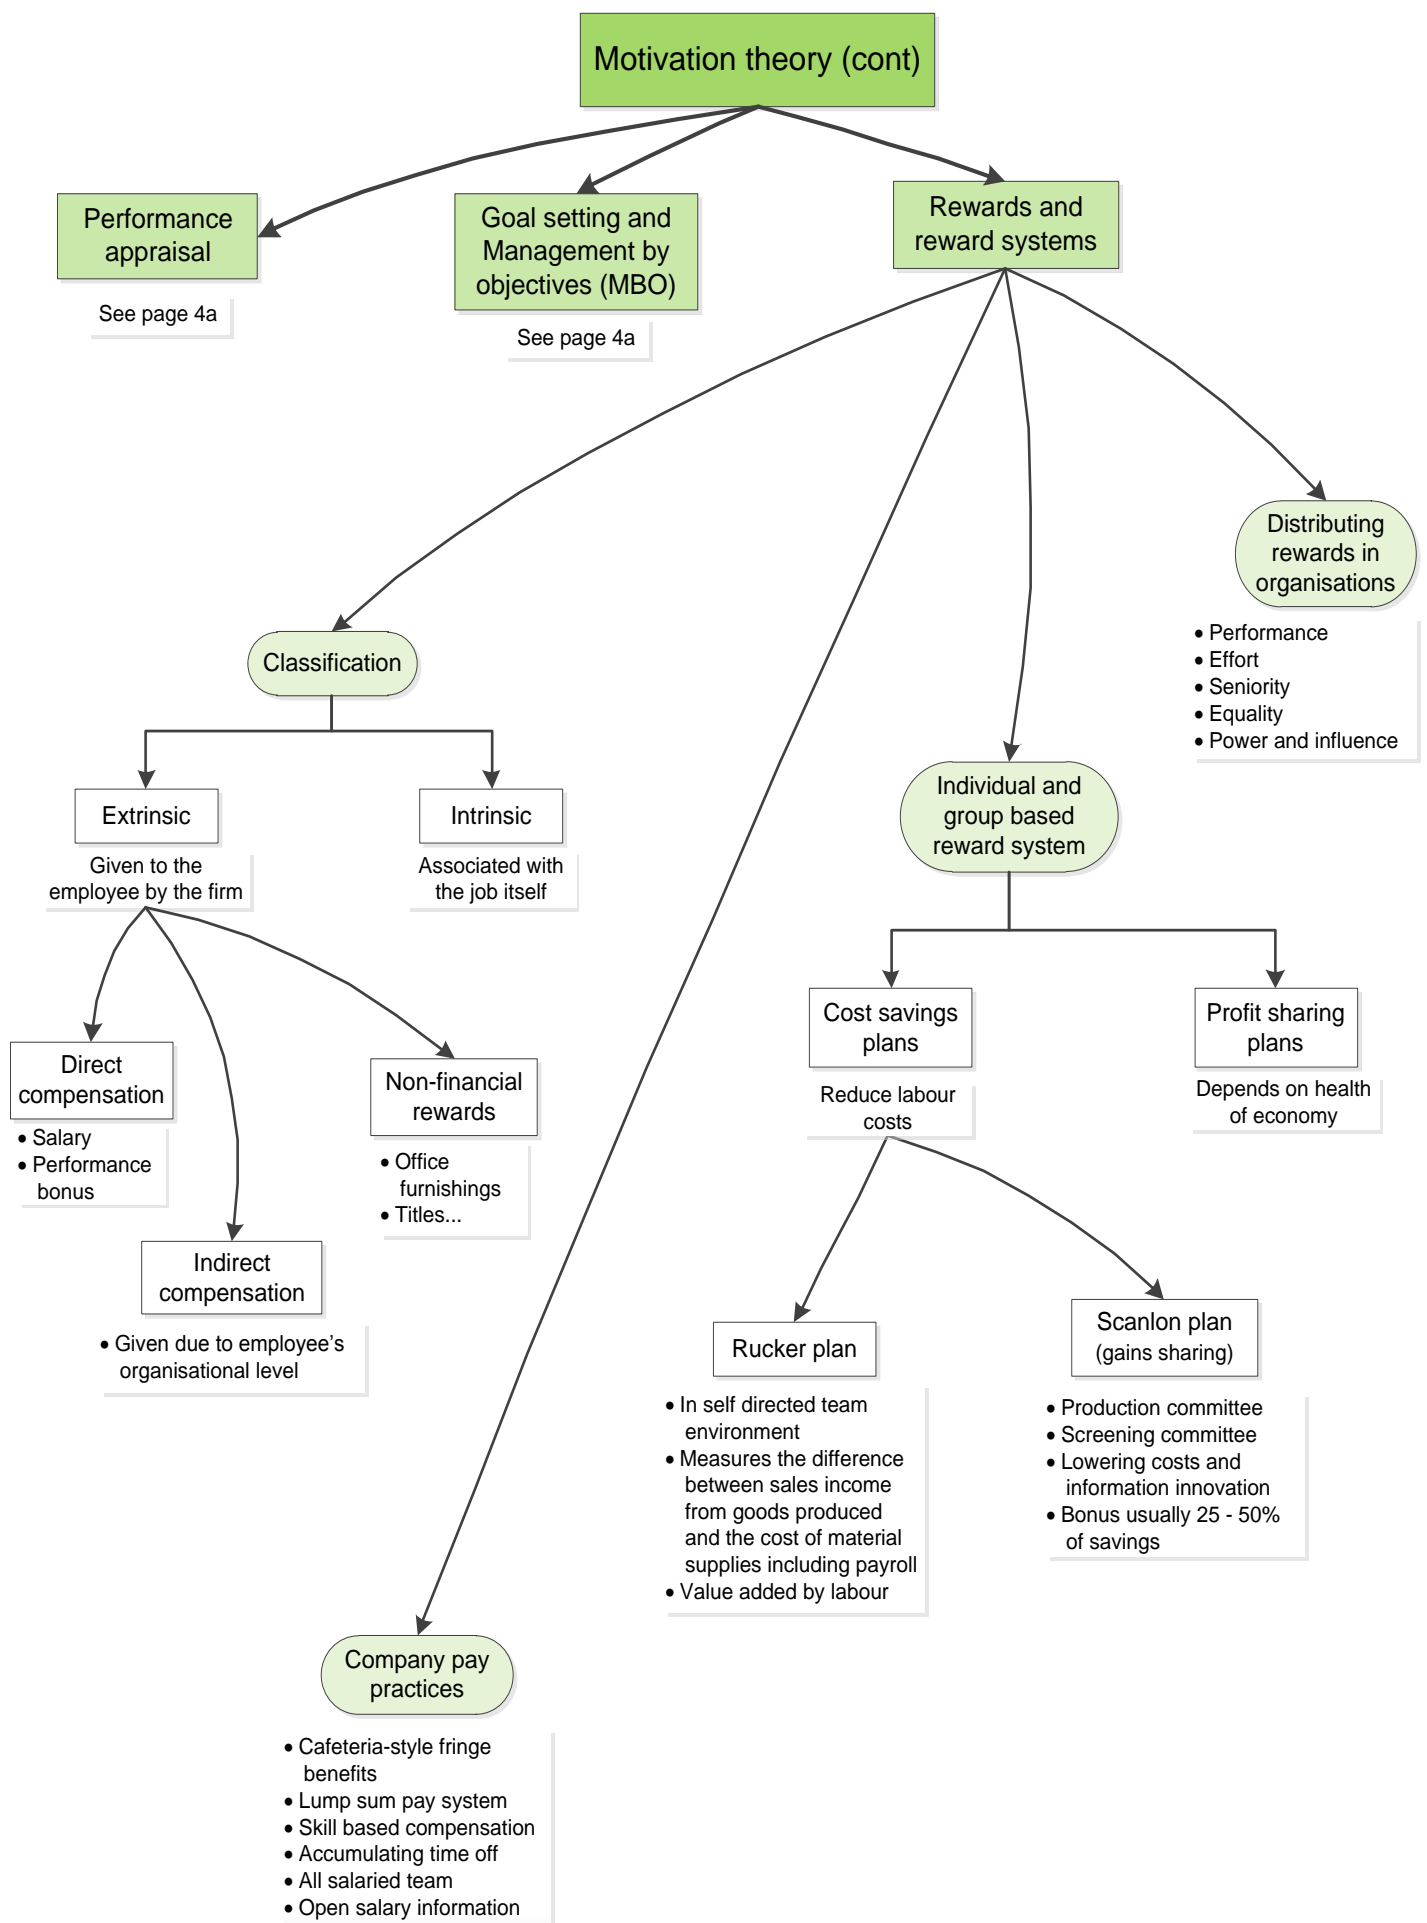 Motivation theory (cont)
Performance
appraisal
See page 4a
Goal setting and
Management by
objectives (MBO)
See page 4a
Rewards and
reward systems
Distributing
rewards in
organisations
• Performance
• Effort
• Seniority
• Equality
• Power and influence
Classification
Extrinsic
Given to the
employee by the firm
Intrinsic
Associated with
the job itself
Direct
compensation
• Salary
• Performance
bonus
Indirect
compensation
• Given due to employee’s
organisational level
Non-financial
rewards
• Office
furnishings
• Titles...
Individual and
group based
reward system
Cost savings
plans
Reduce labour
costs
Profit sharing
plans
Depends on health
of economy
Rucker plan
• In self directed team
environment
• Measures the difference
between sales income
from goods produced
and the cost of material
supplies including payroll
• Value added by labour
Scanlon plan
(gains sharing)
• Production committee
• Screening committee
• Lowering costs and
information innovation
• Bonus usually 25 - 50%
of savings
Company pay
practices
• Cafeteria-style fringe
benefits
• Lump sum pay system
• Skill based compensation
• Accumulating time off
• All salaried team
• Open salary information